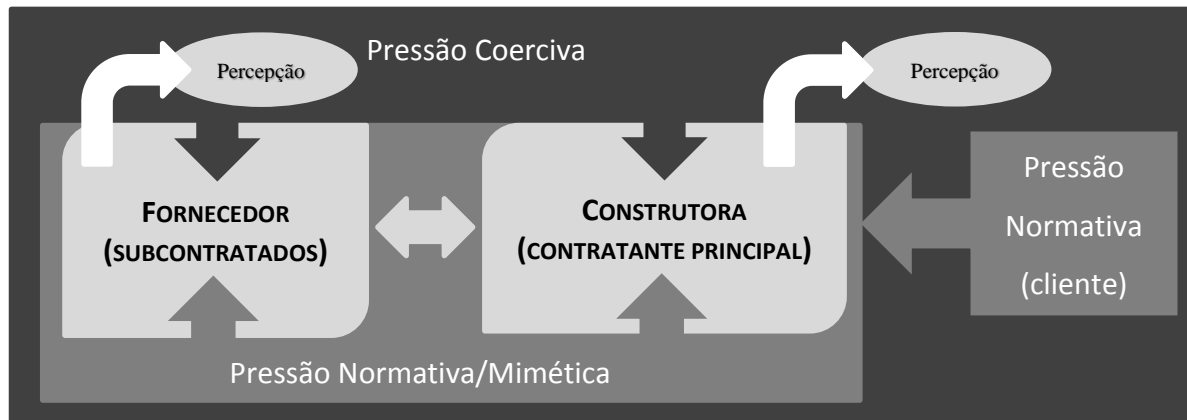 Pressão Coerciva
Percepção
Percepção
FORNECEDOR
(SUBCONTRATADOS)
CONSTRUTORA
(CONTRATANTE PRINCIPAL)
Pressão
Normativa
(cliente)
Pressão Normativa/Mimética